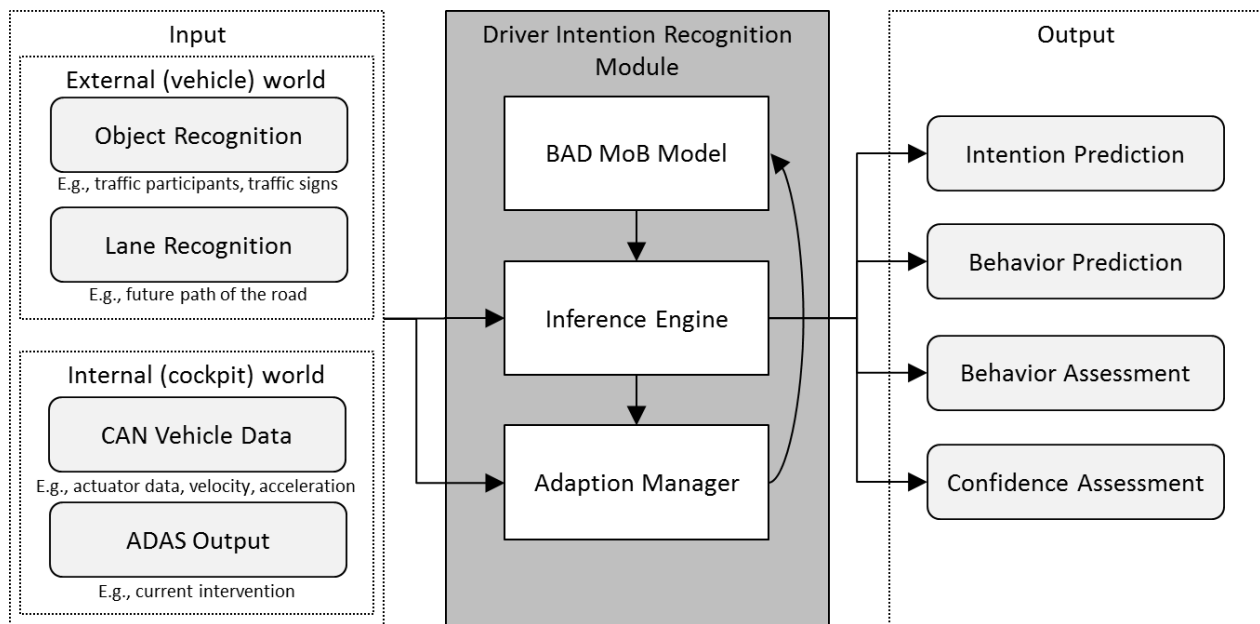 Input
External (vehicle) world
Object Recognition
E.g., traffic participants, traffic signs
Lane Recognition
E.g., future path of the road
Internal (cockpit) world
CAN Vehicle Data
E.g., actuator data, velocity, acceleration
ADAS Output
E.g., current intervention
Driver Intention Recognition
Module
BAD MoB Model
Inference Engine
Adaption Manager
Output
Intention Prediction
Behavior Prediction
Behavior Assessment
Confidence Assessment